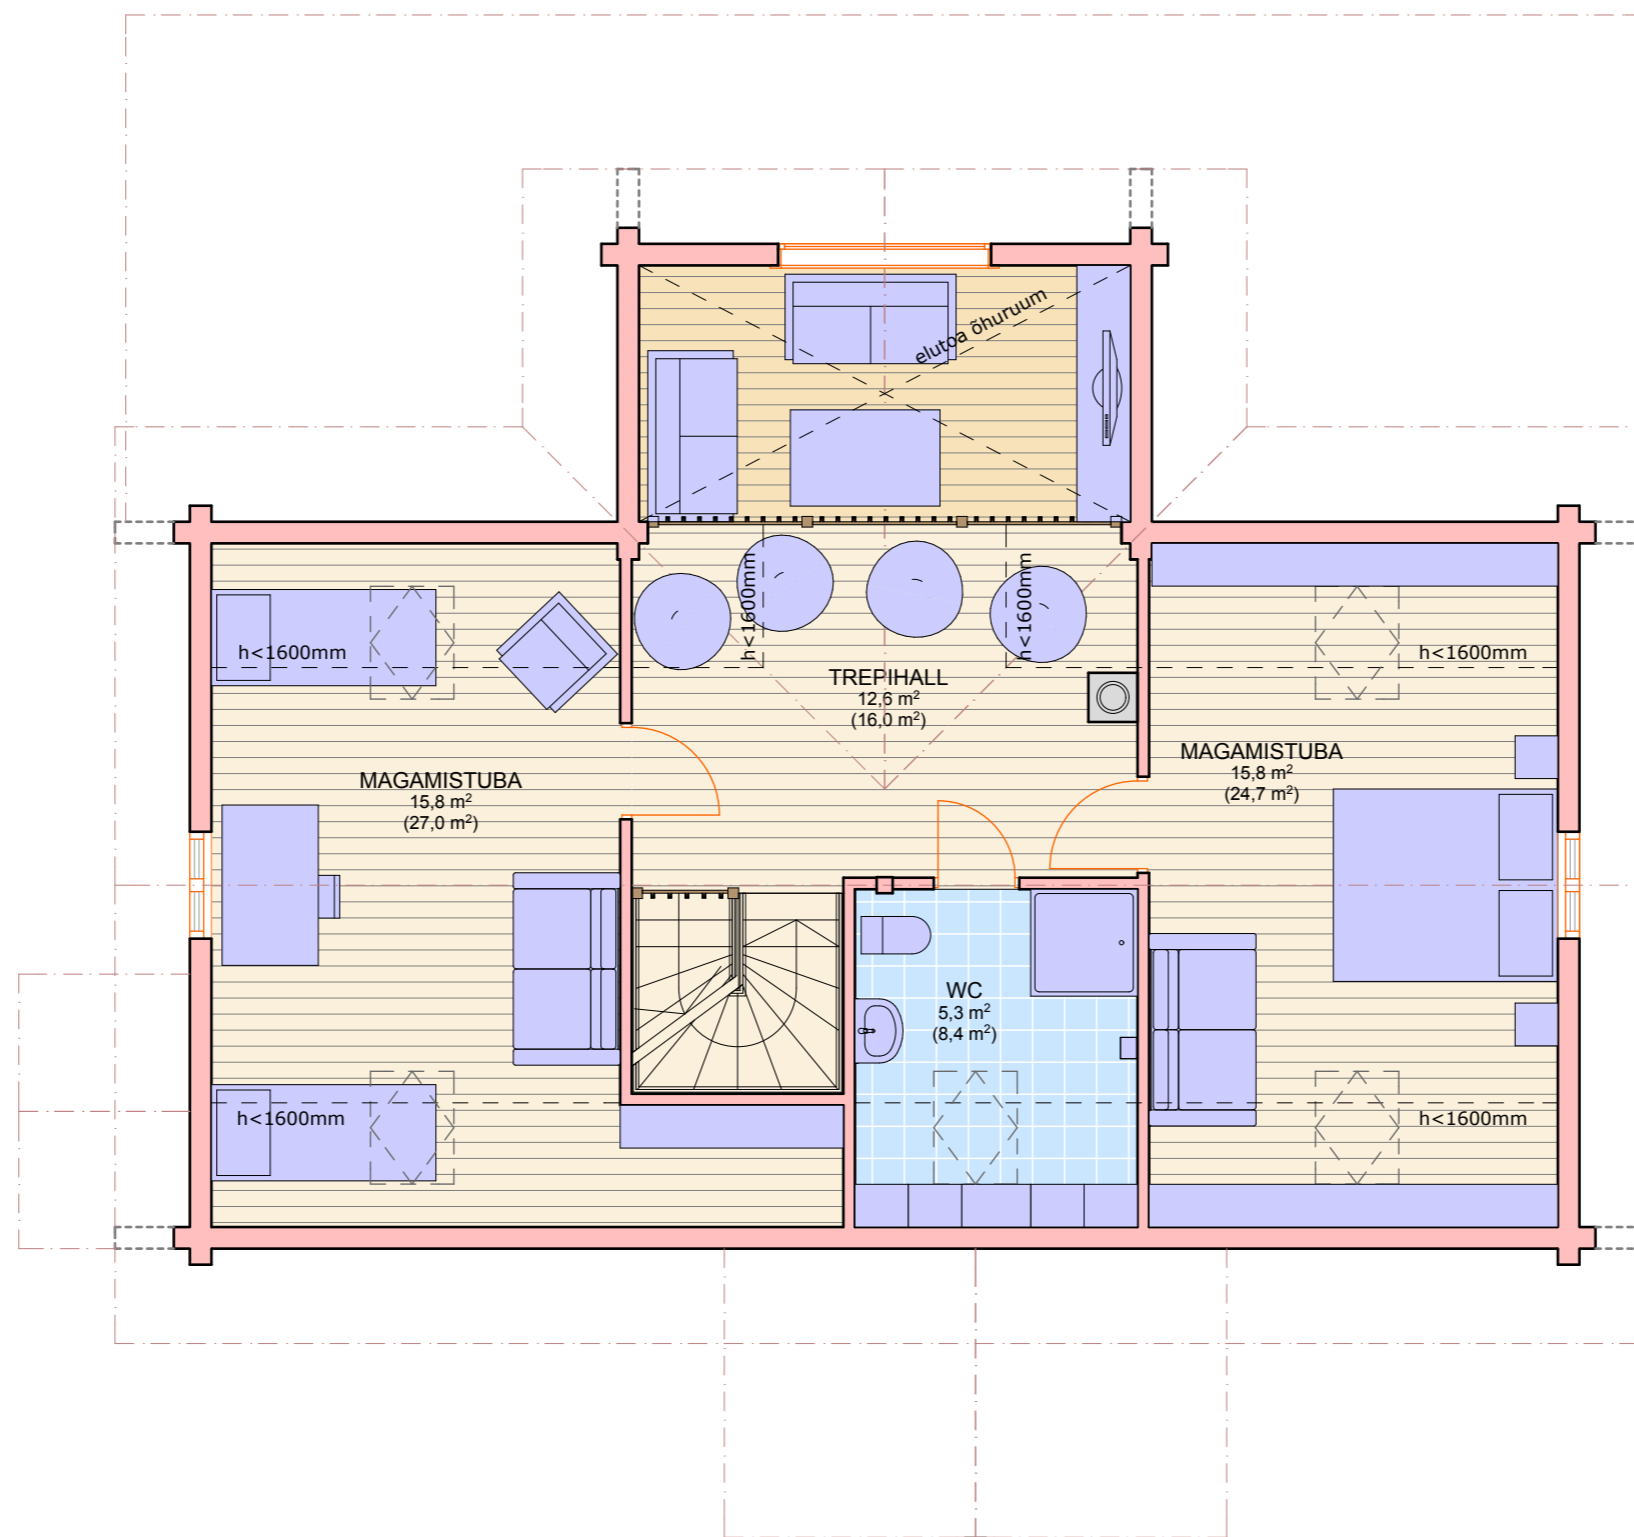 elutoa õhuruum
h<1600mm
h<1600mm
h<1600mm
h<1600mm
TREPIHALL
12,6 m²
(16,0 m²)
MAGAMISTUBA
15,8 m²
(24,7 m²)
MAGAMISTUBA
15,8 m²
(27,0 m²)
WC
5,3 m²
(8,4 m²)
h<1600mm
h<1600mm